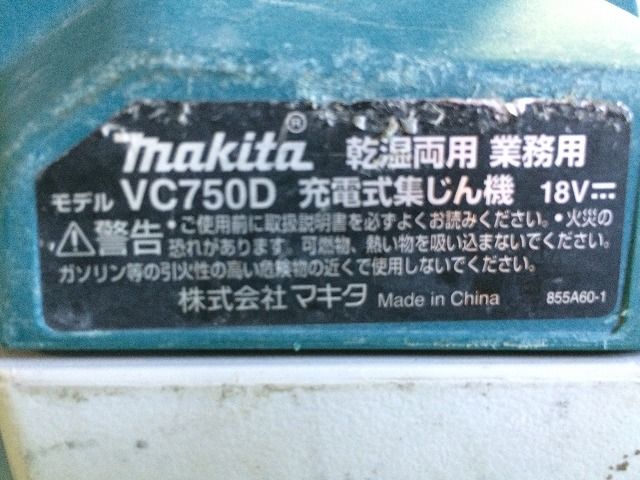 makita® 乾湿両用 業務用
モデル VC750D 充電式集じん機 18V⎓
⚠警告 •ご使用前に取扱説明書を必ずよくお読みください。•火災の
恐れがあります。可燃物、熱い物を吸い込まないでください。
ガソリン等の引火性の高い危険物の近くで使用しないでください。
株式会社 マキタ Made in China 855A60-1